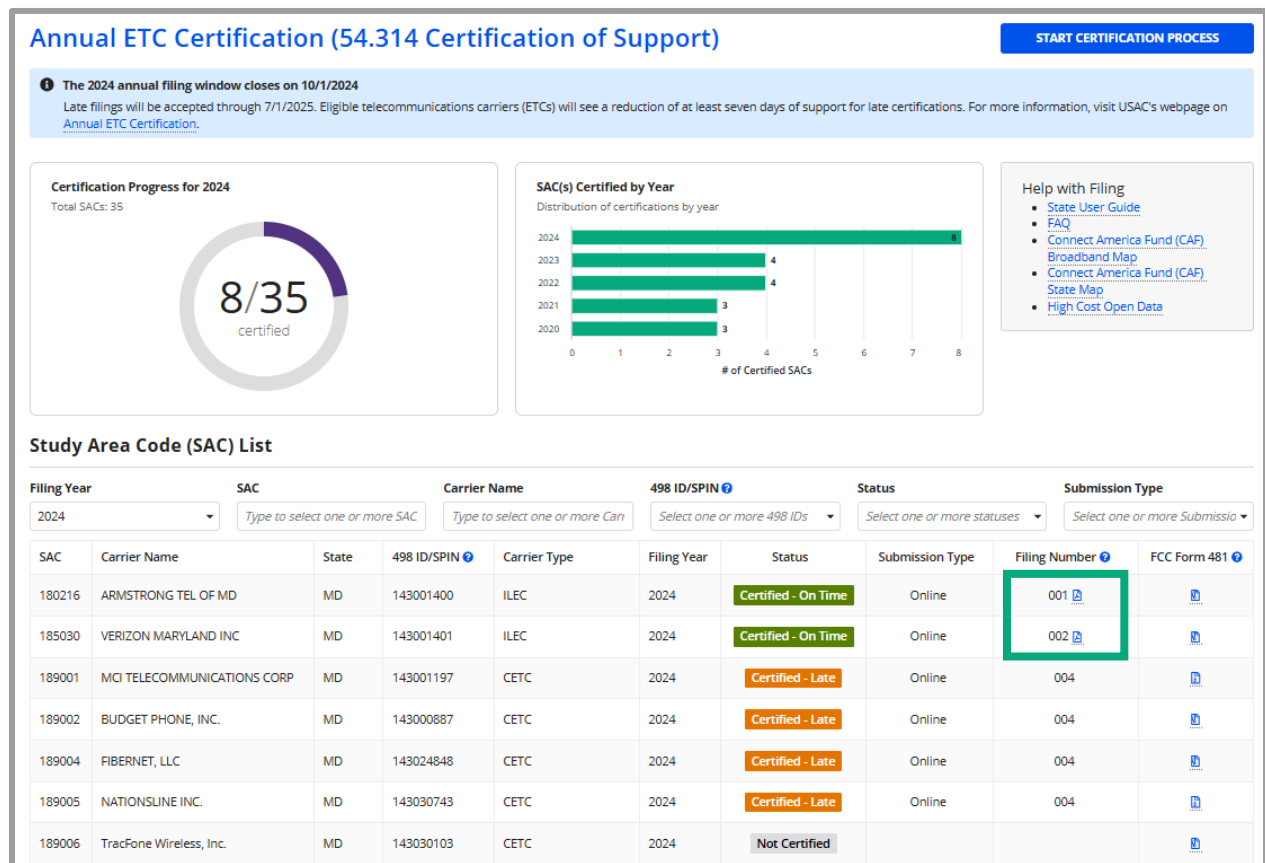 Annual ETC Certification (54.314 Certification of Support)
START CERTIFICATION PROCESS
The 2024 annual filing window closes on 10/1/2024
Late filings will be accepted through 7/1/2025. Eligible telecommunications carriers (ETCs) will see a reduction of at least seven days of support for late certifications. For more information, visit USAC's webpage on
Annual ETC Certification.
Certification Progress for 2024
Total SACs: 35
8/35
certified
SAC(s) Certified by Year
Distribution of certifications by year
2024 8
2023 4
2022 4
2021 3
2020 3
0 1 2 3 4 5 6 7 8
# of Certified SACs
Help with Filing
State User Guide
FAQ
Connect America Fund (CAF)
Broadband Map
Connect America Fund (CAF)
State Map
High Cost Open Data
Study Area Code (SAC) List
Filing Year SAC Carrier Name 498 ID/SPIN Status Submission Type
2024 Type to select one or more SAC Type to select one or more Carr Select one or more 498 IDs Select one or more statuses Select one or more Submissio
SAC Carrier Name State 498 ID/SPIN Carrier Type Filing Year Status Submission Type Filing Number FCC Form 481
180216 ARMSTRONG TEL OF MD MD 143001400 ILEC 2024 Certified - On Time Online 001
185030 VERIZON MARYLAND INC MD 143001401 ILEC 2024 Certified - On Time Online 002
189001 MCI TELECOMMUNICATIONS CORP MD 143001197 CETC 2024 Certified - Late Online 004
189002 BUDGET PHONE, INC. MD 143000887 CETC 2024 Certified - Late Online 004
189004 FIBERNET, LLC MD 143024848 CETC 2024 Certified - Late Online 004
189005 NATIONSLINE INC. MD 143030743 CETC 2024 Certified - Late Online 004
189006 TracFone Wireless, Inc. MD 143030103 CETC 2024 Not Certified